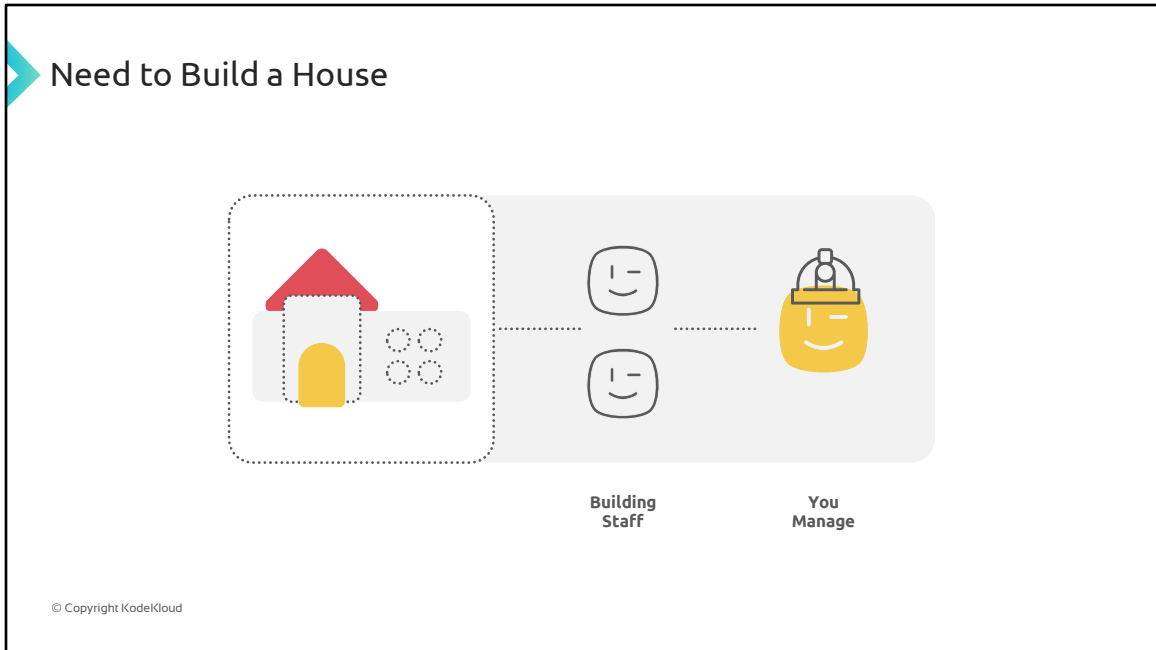 Need to Build a House
Building
Staff
You
Manage
© Copyright KodeKloud